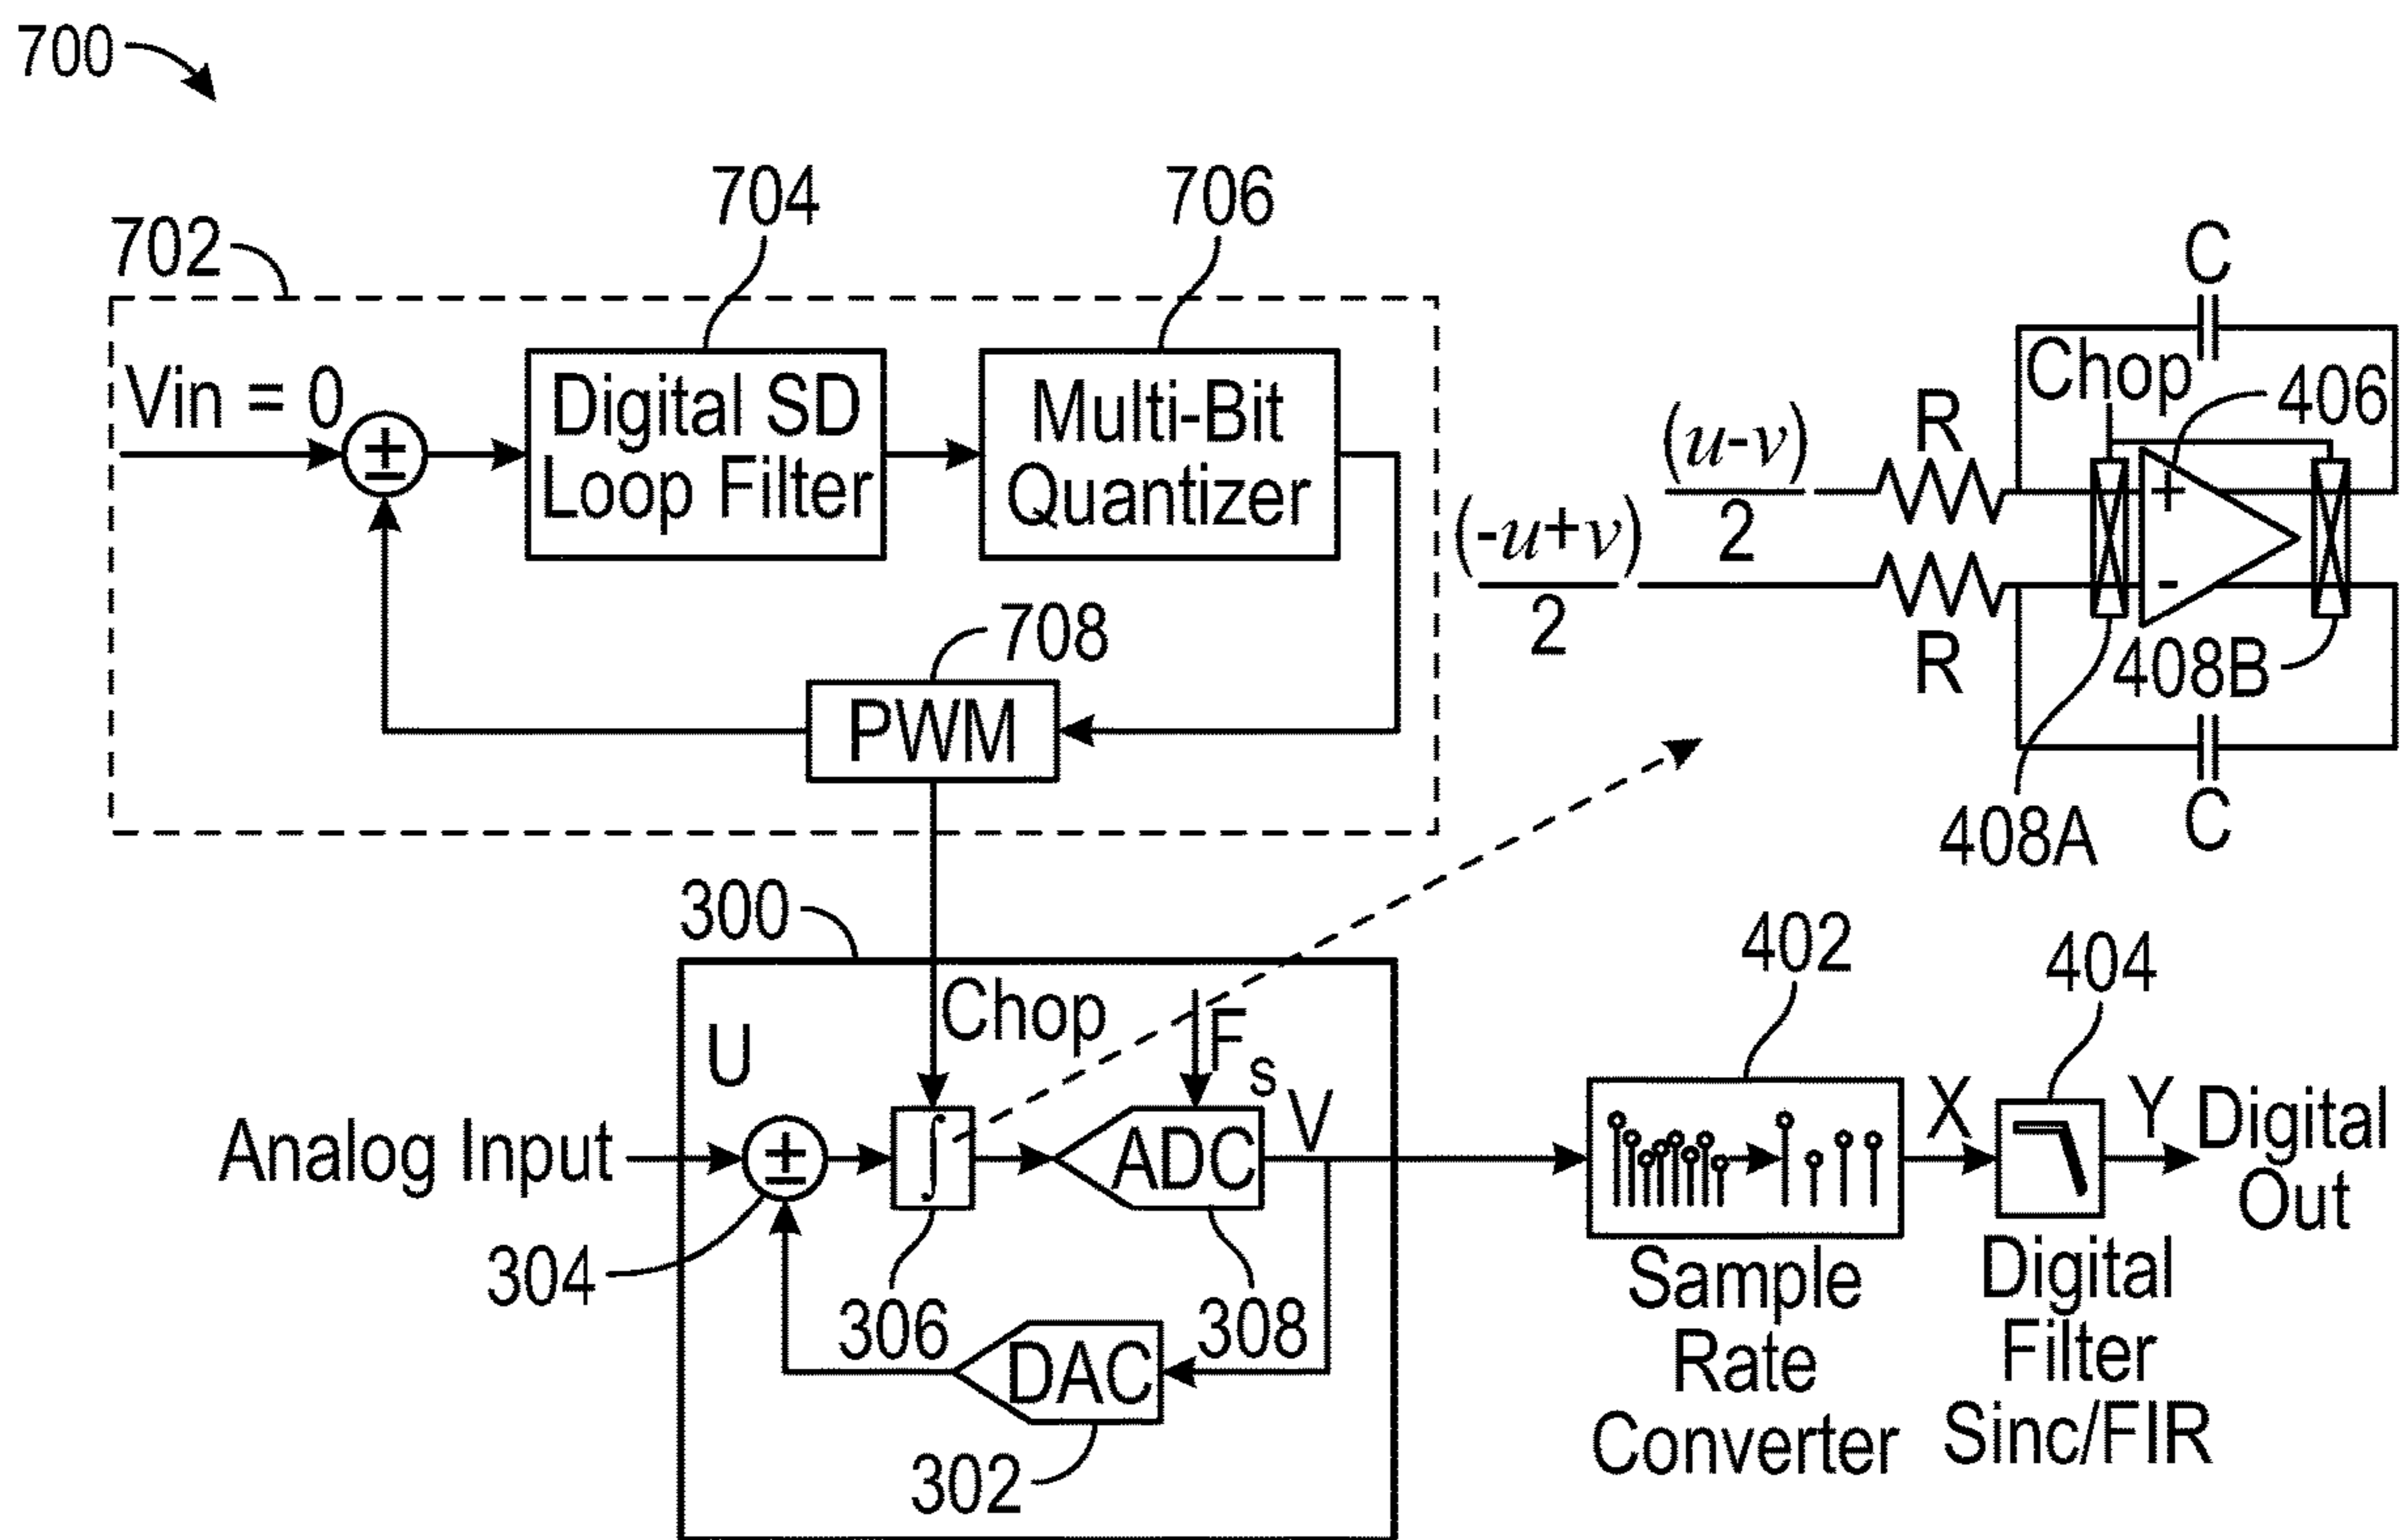 700
702
704
706
Vin = 0
±
Digital SD
Loop Filter
Multi-Bit
Quantizer
708
PWM
C
Chop
406
R
(u-v)
2
(-u+v)
2
+
-
R
408B
408A
C
300
Chop
U
Fs
V
Analog Input
±
∫
ADC
304
306
308
DAC
302
402
404
X
Y
Digital
Out
Sample
Rate
Converter
Digital
Filter
Sinc/FIR